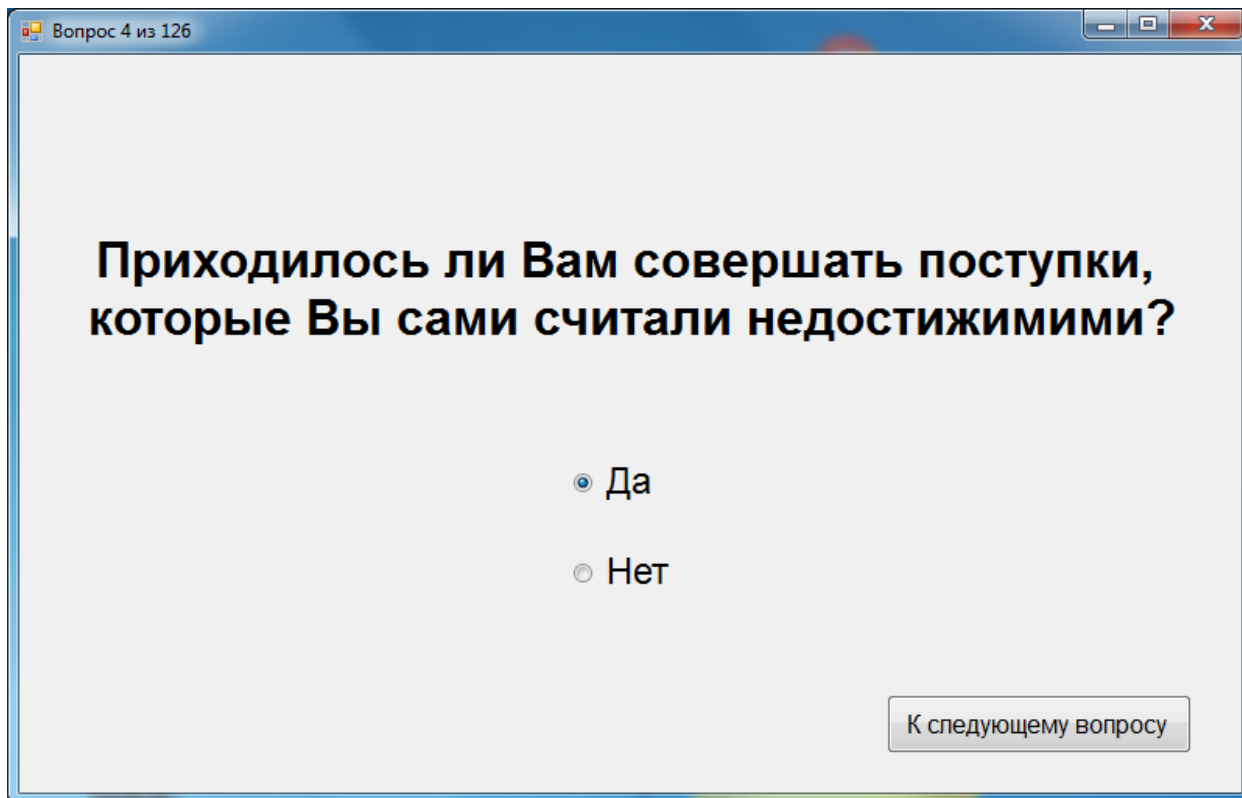 Вопрос 4 из 126
Приходилось ли Вам совершать поступки,
которые Вы сами считали недостижимими?
Да
Нет
К следующему вопросу